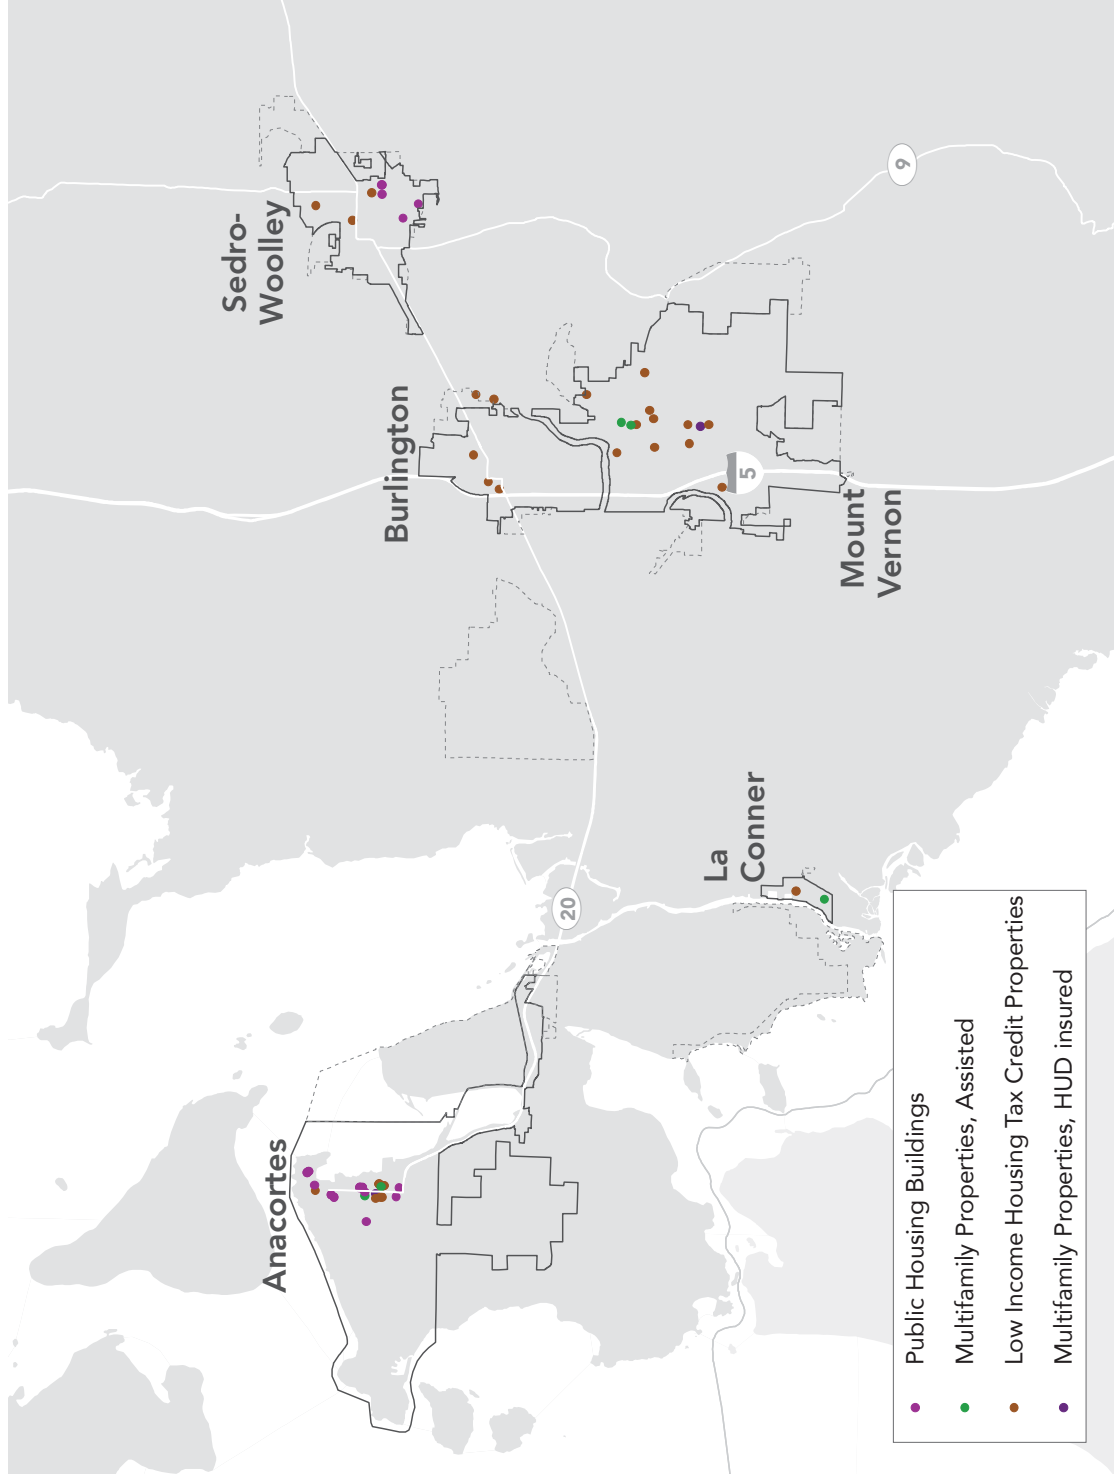 Anacortes
Burlington
Sedro-
Woolley
La
Conner
Mount
Vernon
20
5
9
Public Housing Buildings
Multifamily Properties, Assisted
Low Income Housing Tax Credit Properties
Multifamily Properties, HUD insured